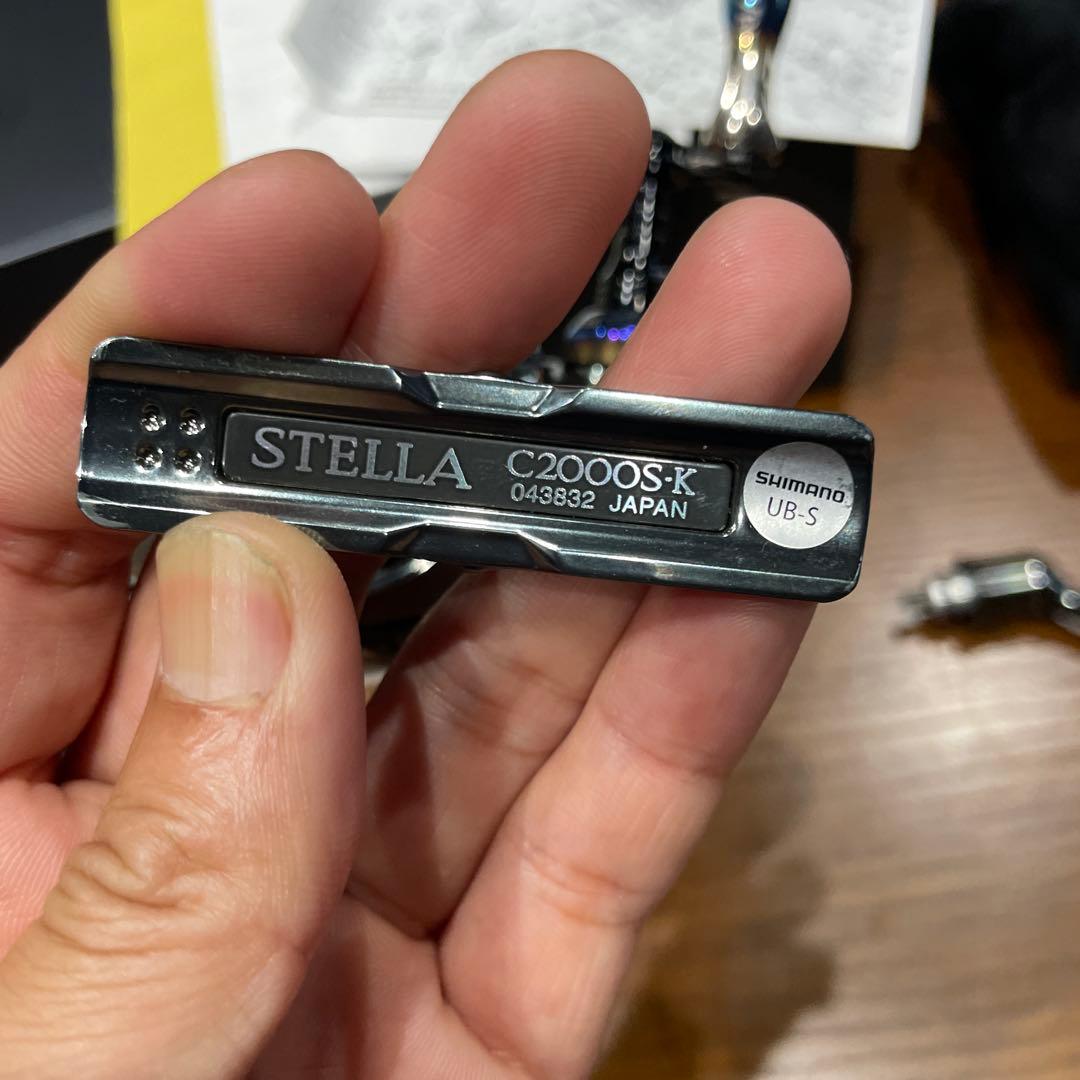 STELLA C2000S-K
043832 JAPAN
SHIMANO
UB-S